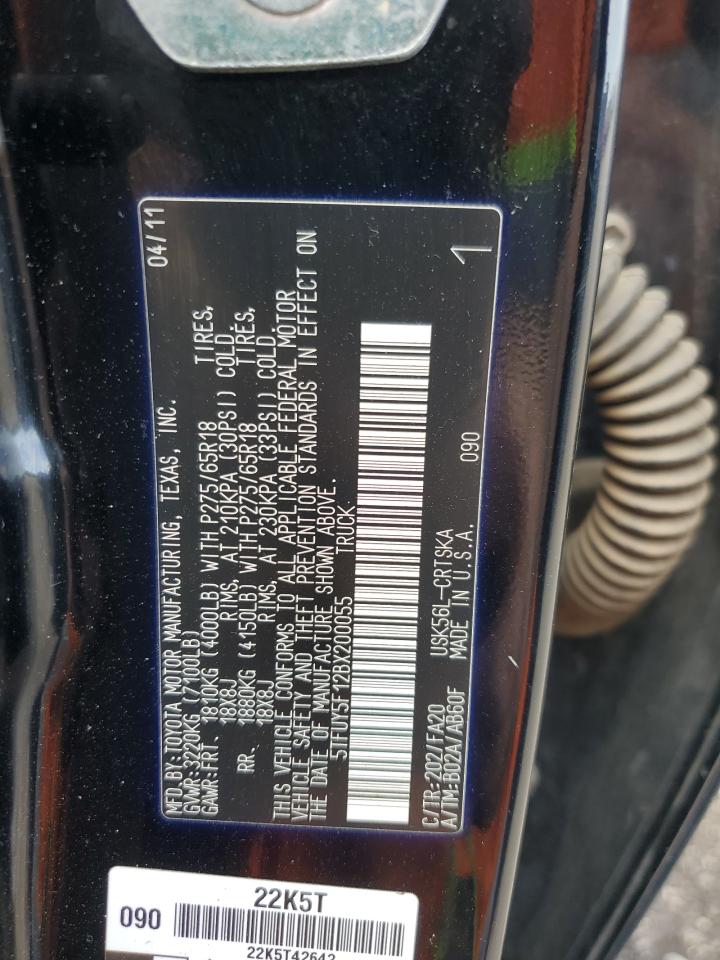 MFD.BY:TOYOTA MOTOR MANUFACTURING, TEXAS, INC. 04/11
GVWR:3220KG (7100LB)
GAWR:FRT. 1810KG (4000LB) WITH P275/65R18 TIRES,
18X8J RIMS, AT 210KPA (30PSI) COLD.
RR. 1880KG (4150LB) WITH P275/65R18 TIRES,
18X8J RIMS, AT 230KPA (33PSI) COLD.
THIS VEHICLE CONFORMS TO ALL APPLICABLE FEDERAL MOTOR
VEHICLE SAFETY AND THEFT PREVENTION STANDARDS IN EFFECT ON
THE DATE OF MANUFACTURE SHOWN ABOVE.
5TFUY5F12BX200055 TRUCK
C/TR:202/FA20 USK56L-CRTSKA 1
A/TM:B02A/AB60F MADE IN U.S.A. 090
22K5T
090
22K5T42642